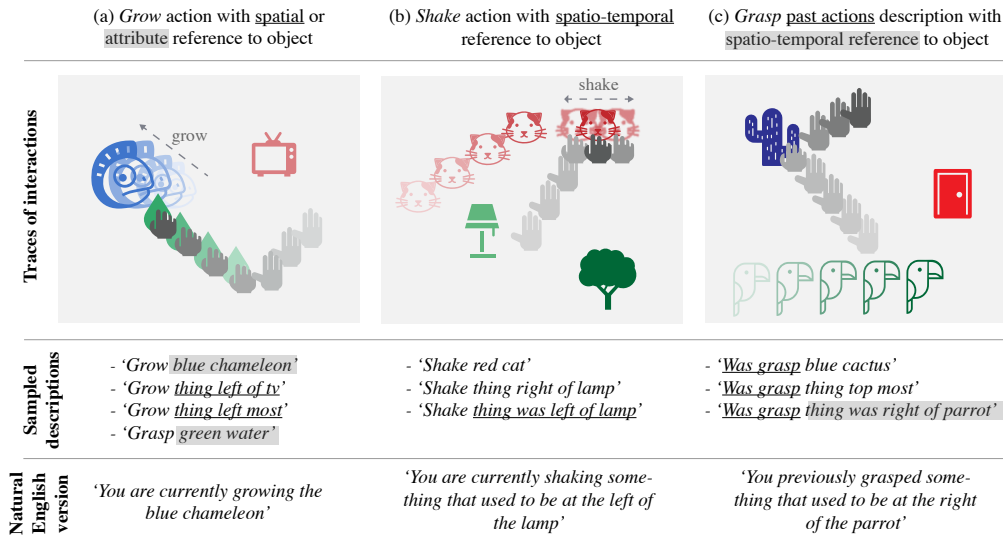 (a) Grow action with spatial or
attribute reference to object
(b) Shake action with spatio-temporal
reference to object
(c) Grasp past actions description with
spatio-temporal reference to object
Traces of interactions
grow
shake
Sampled
descriptions
- 'Grow blue chameleon'
- 'Grow thing left of tv'
- 'Grow thing left most'
- 'Grasp green water'
- 'Shake red cat'
- 'Shake thing right of lamp'
- 'Shake thing was left of lamp'
- 'Was grasp blue cactus'
- 'Was grasp thing top most'
- 'Was grasp thing was right of parrot'
Natural
English
version
'You are currently growing the
blue chameleon'
'You are currently shaking some-
thing that used to be at the left of
the lamp'
'You previously grasped some-
thing that used to be at the right
of the parrot'